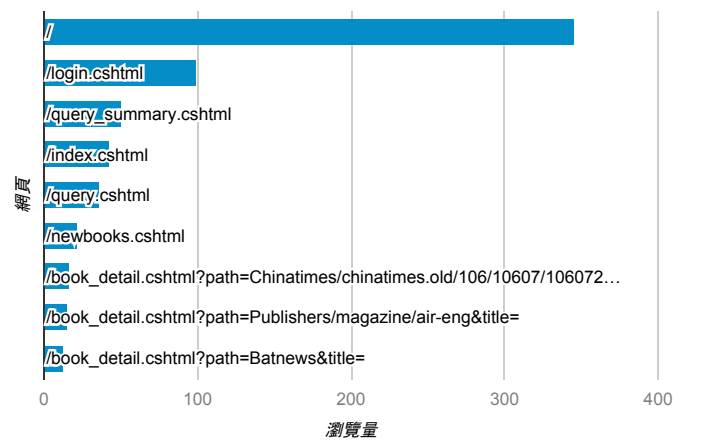 /
/login.cshtml
/query_summary.cshtml
/index.cshtml
/query.cshtml
/newbooks.cshtml
/book_detail.cshtml?path=Chinatimes/chinatimes.old/106/10607/106072…
/book_detail.cshtml?path=Publishers/magazine/air-eng&title=
/book_detail.cshtml?path=Batnews&title=
網頁
0 100 200 300 400
瀏覽量